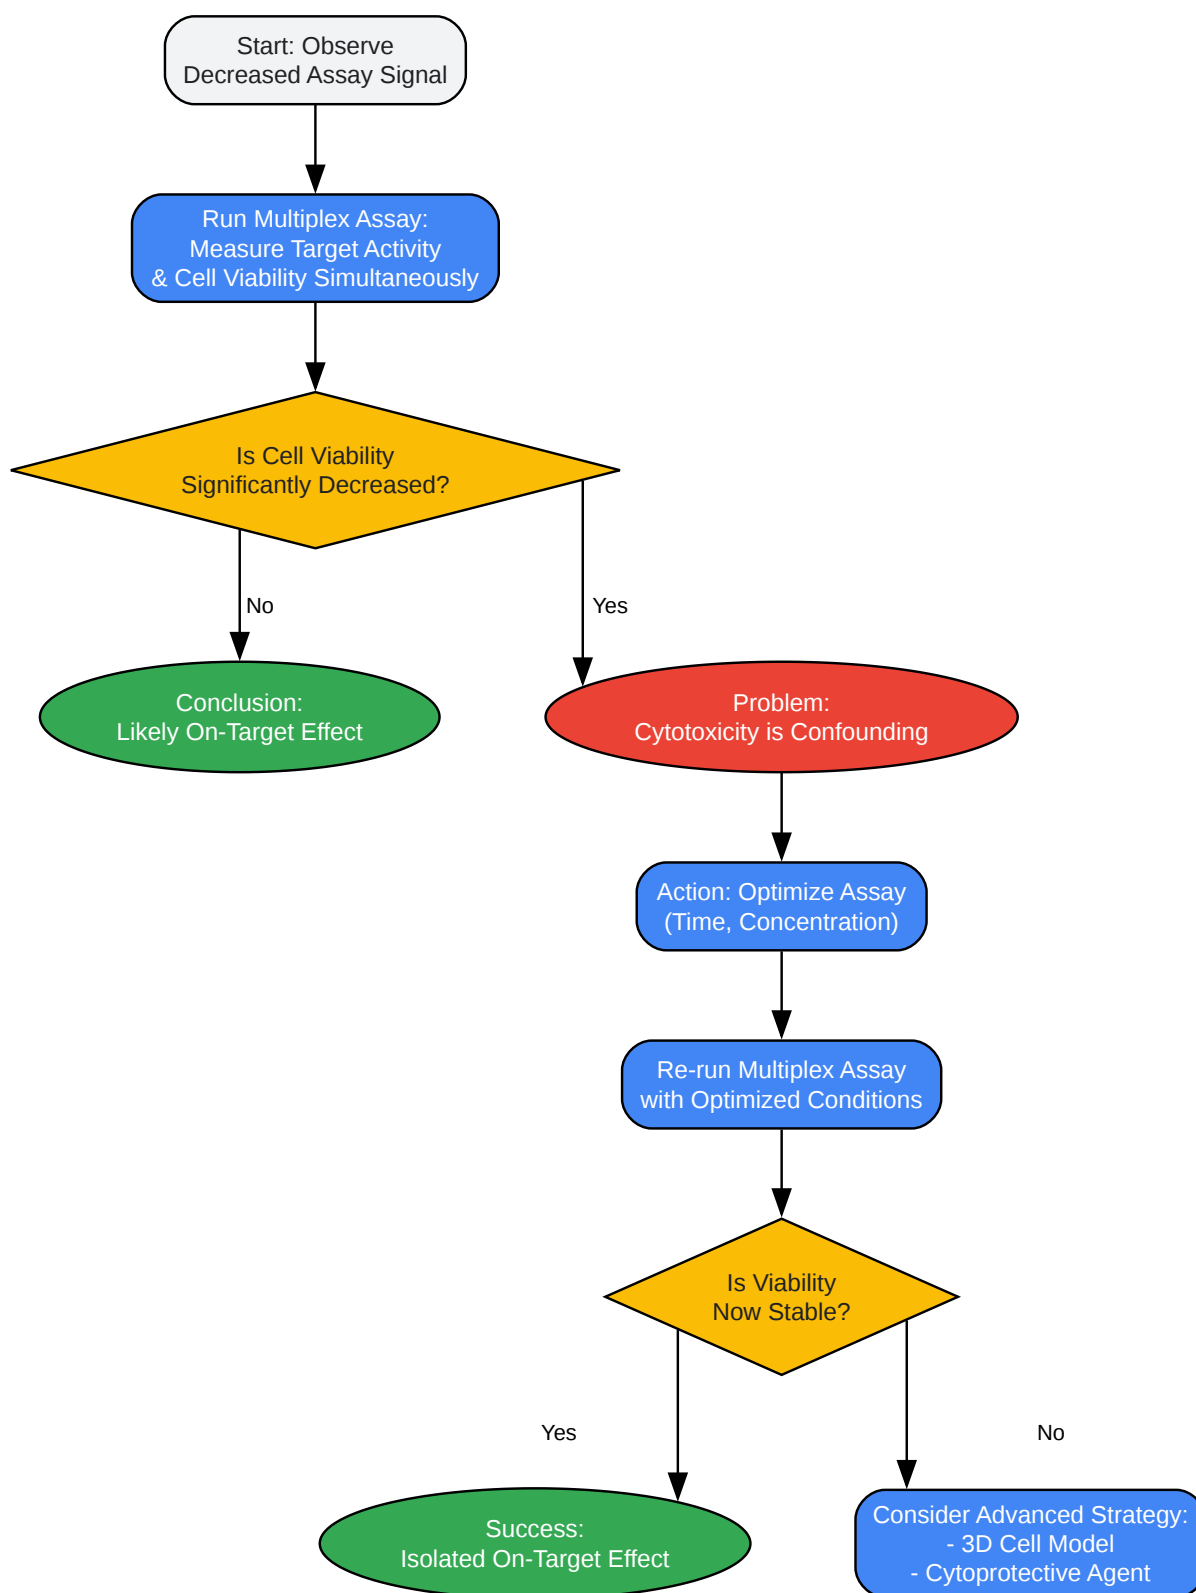 Start: Observe
Decreased Assay Signal
Run Multiplex Assay:
Measure Target Activity
& Cell Viability Simultaneously
Is Cell Viability
Significantly Decreased?
No
Yes
Conclusion:
Likely On-Target Effect
Problem:
Cytotoxicity is Confounding
Action: Optimize Assay
(Time, Concentration)
Re-run Multiplex Assay
with Optimized Conditions
Is Viability
Now Stable?
Yes
No
Success:
Isolated On-Target Effect
Consider Advanced Strategy:
- 3D Cell Model
- Cytoprotective Agent